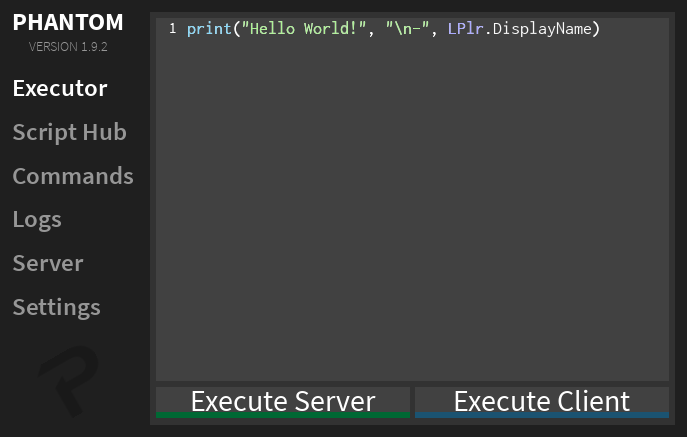 PHANTOM
VERSION 1.9.2
Executor
Script Hub
Commands
Logs
Server
Settings
1 print("Hello World!", "\n-", LPlr.DisplayName)
Execute Server
Execute Client